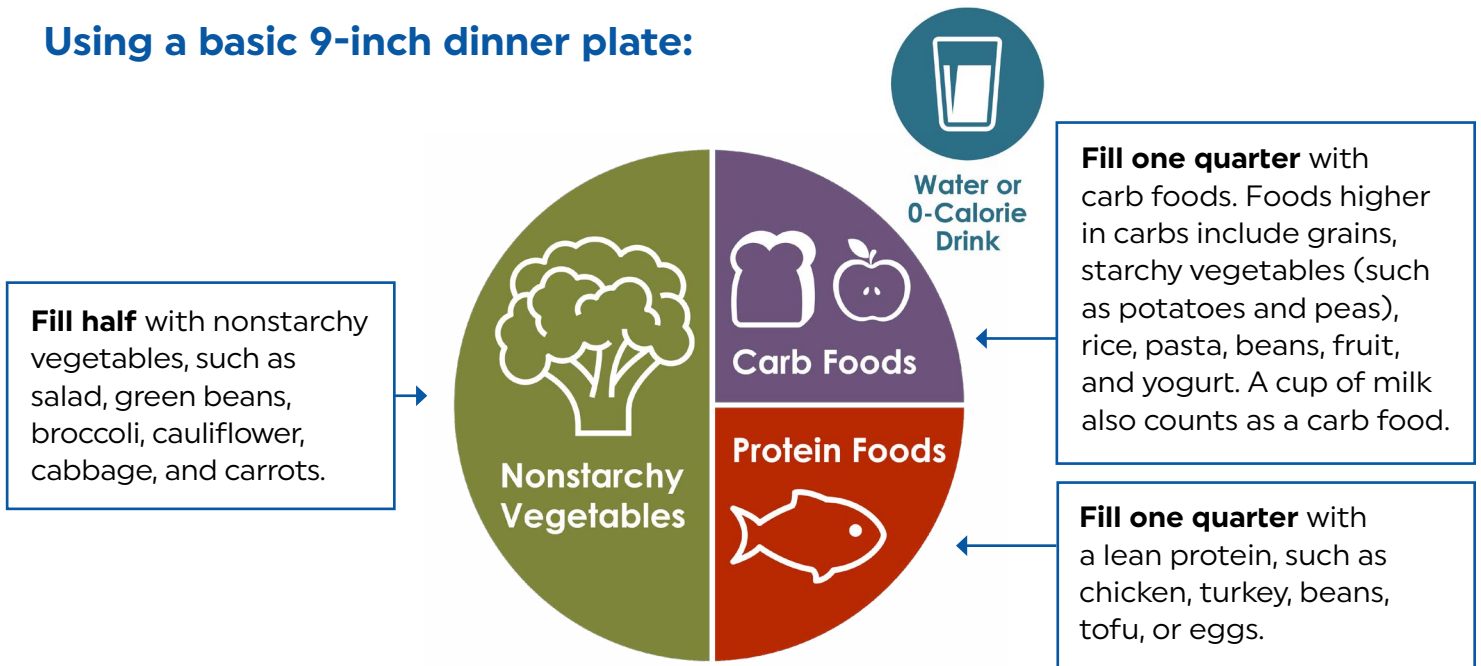 Using a basic 9-inch dinner plate:
Fill half with nonstarchy
vegetables, such as
salad, green beans,
broccoli, cauliflower,
cabbage, and carrots.
Nonstarchy
Vegetables
Water or
0-Calorie
Drink
Carb Foods
Protein Foods
Fill one quarter with
carb foods. Foods higher
in carbs include grains,
starchy vegetables (such
as potatoes and peas),
rice, pasta, beans, fruit,
and yogurt. A cup of milk
also counts as a carb food.
Fill one quarter with
a lean protein, such as
chicken, turkey, beans,
tofu, or eggs.